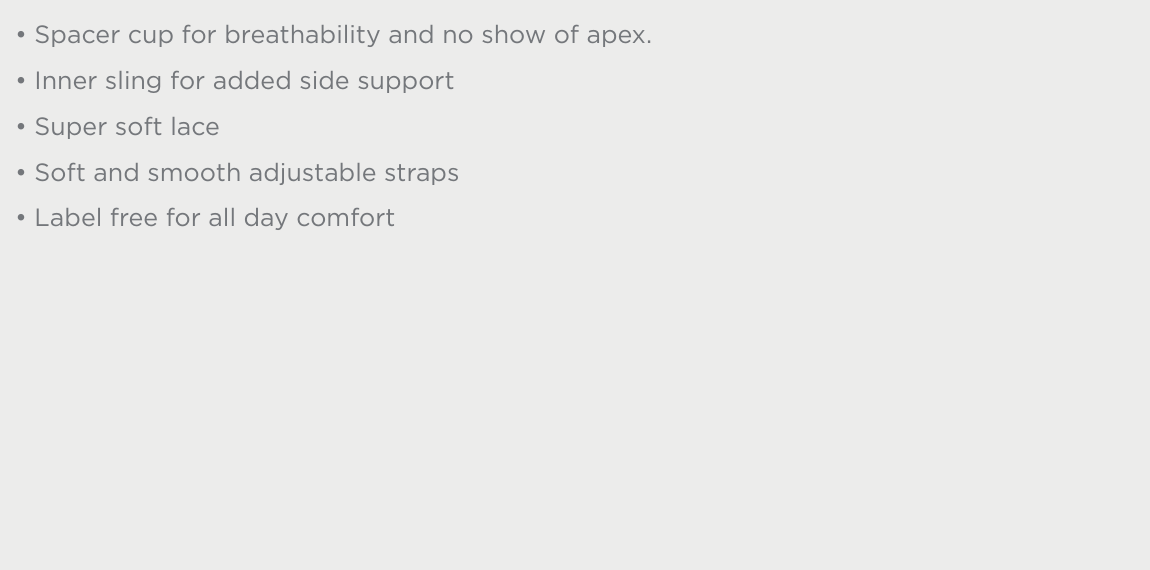 • Spacer cup for breathability and no show of apex.
• Inner sling for added side support
• Super soft lace
• Soft and smooth adjustable straps
• Label free for all day comfort